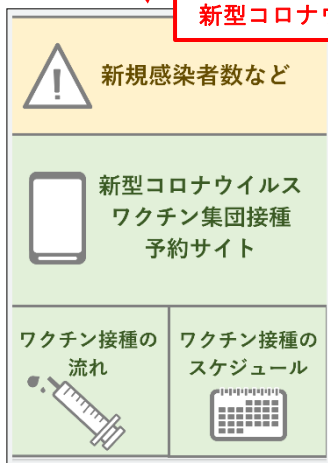 新型コロナ
新規感染者数など
新型コロナウイルス
ワクチン集団接種
予約サイト
ワクチン接種の
流れ
ワクチン接種の
スケジュール